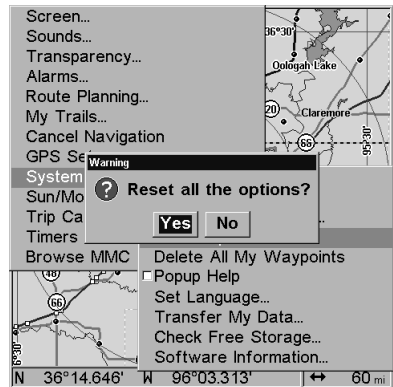 Screen...
Sounds...
Transparency...
Alarms...
Route Planning...
My Trails...
Cancel Navigation
GPS Se
System
Sun/Mo
Trip Ca
Timers
Browse MMC
36°30'
Oologah Lake
20
Claremore
66
95°30'
Warning
Reset all the options?
Yes No
Delete All My Waypoints
Popup Help
Set Language...
Transfer My Data...
Check Free Storage...
Software Information...
48
66
6°30'
N 36°14.646' W 96°03.313' ↔ 60 mi